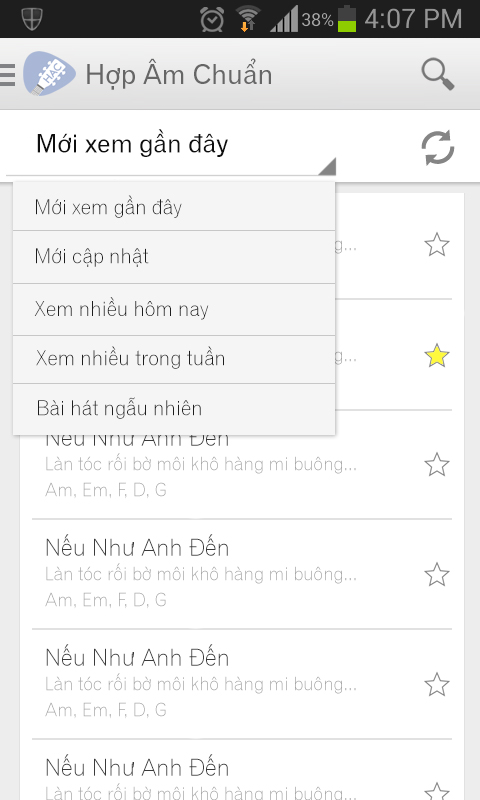 38%
4:07 PM
HAC
Hợp Âm Chuẩn
Mới xem gần đây
Mới xem gần đây
Mới cập nhật
Xem nhiều hôm nay
Xem nhiều trong tuần
Bài hát ngẫu nhiên
g...
g...
Nếu Như Anh Đến
Làn tóc rối bờ môi khô hàng mi buông...
Am, Em, F, D, G
Nếu Như Anh Đến
Làn tóc rối bờ môi khô hàng mi buông...
Am, Em, F, D, G
Nếu Như Anh Đến
Làn tóc rối bờ môi khô hàng mi buông...
Am, Em, F, D, G
Nếu Như Anh Đến
Làn tóc rối bờ môi khô hàng mi buông...